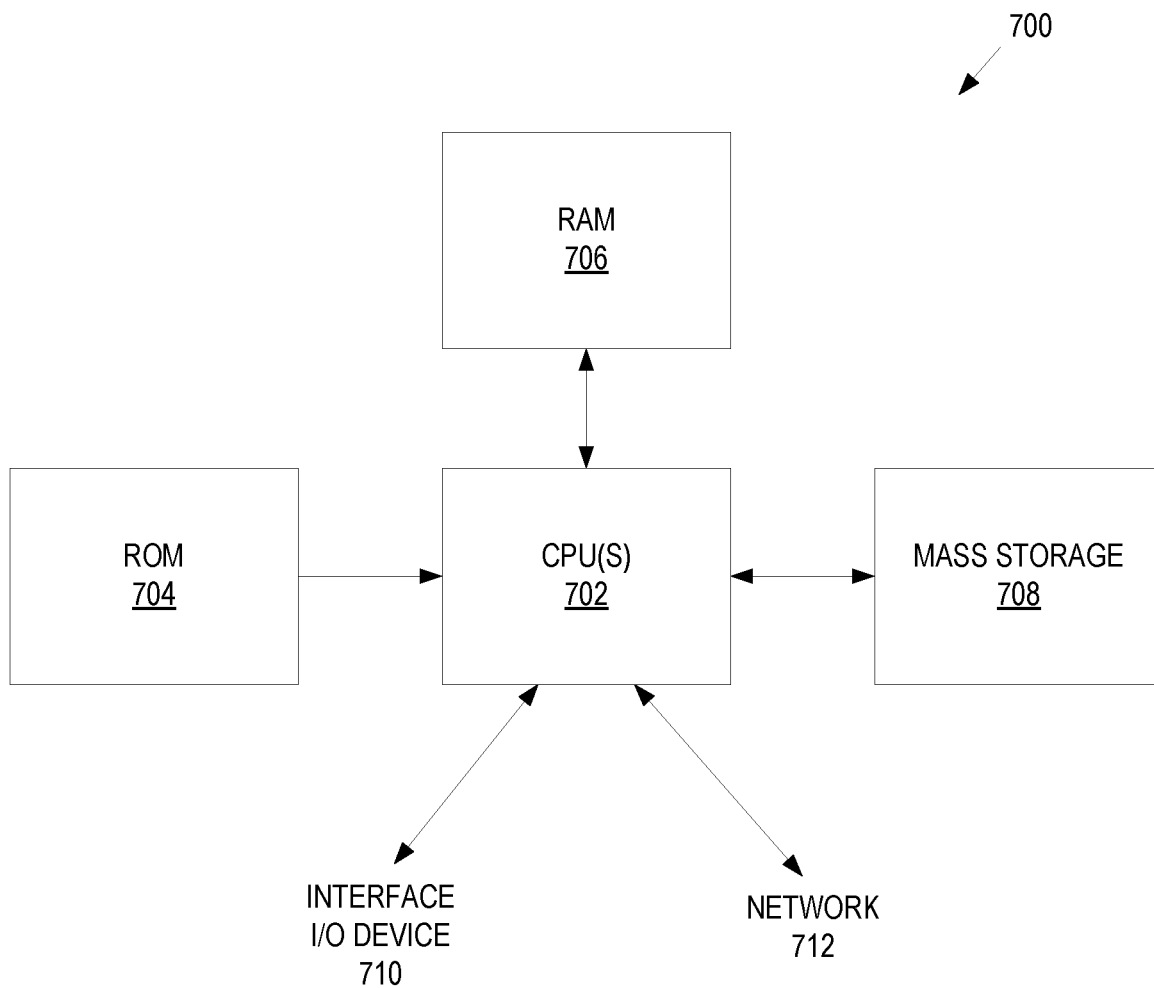 700
RAM
706
ROM
704
CPU(S)
702
MASS STORAGE
708
INTERFACE
I/O DEVICE
710
NETWORK
712